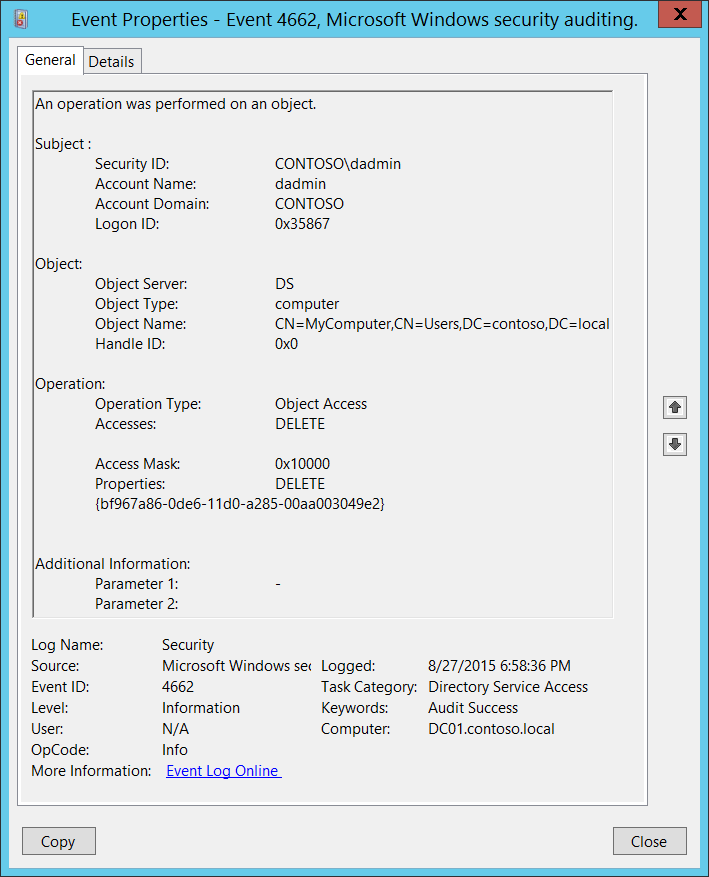 Event Properties - Event 4662, Microsoft Windows security auditing.
X
General Details
An operation was performed on an object.
Subject :
Security ID: CONTOSO\dadmin
Account Name: dadmin
Account Domain: CONTOSO
Logon ID: 0x35867
Object:
Object Server: DS
Object Type: computer
Object Name: CN=MyComputer,CN=Users,DC=contoso,DC=local
Handle ID: 0x0
Operation:
Operation Type: Object Access
Accesses: DELETE
Access Mask: 0x10000
Properties: DELETE
{bf967a86-0de6-11d0-a285-00aa003049e2}
Additional Information:
Parameter 1: -
Parameter 2:
Log Name: Security
Source: Microsoft Windows sec Logged: 8/27/2015 6:58:36 PM
Event ID: 4662 Task Category: Directory Service Access
Level: Information Keywords: Audit Success
User: N/A Computer: DC01.contoso.local
OpCode: Info
More Information: Event Log Online
Copy Close